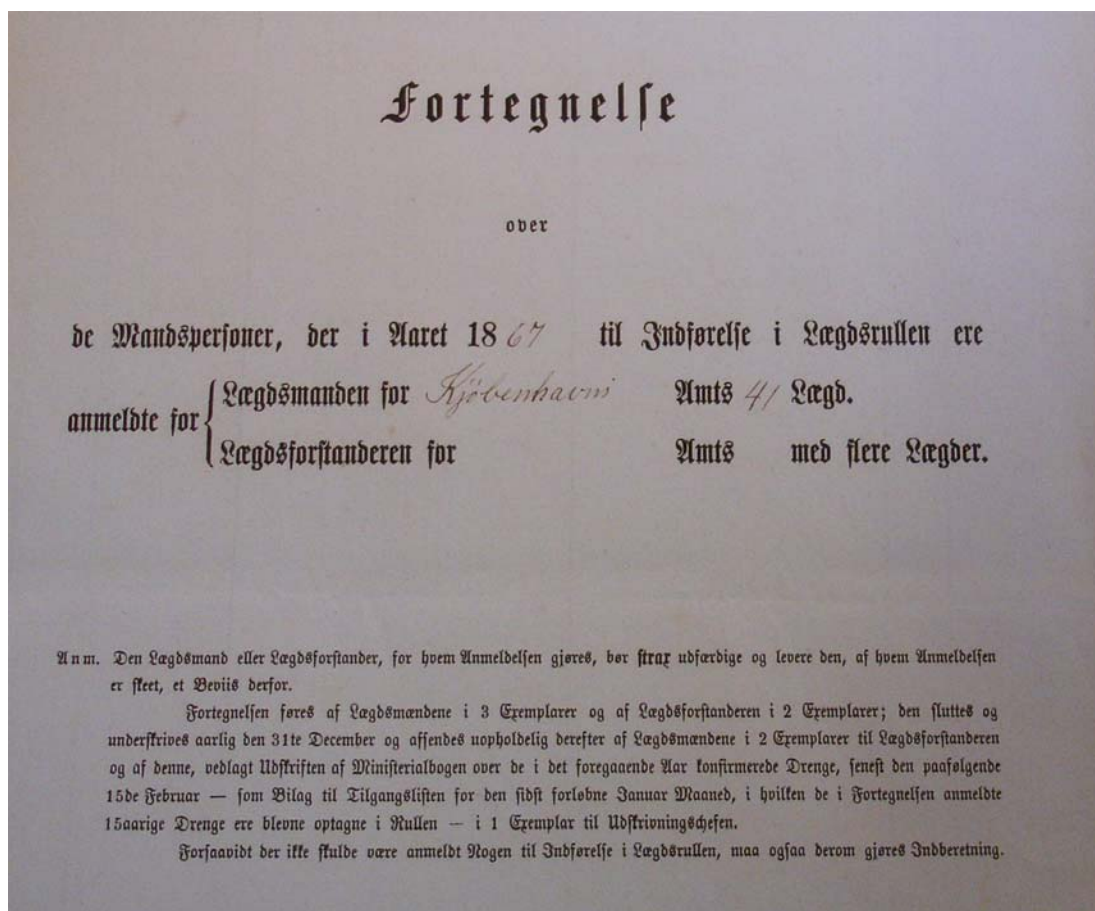 Fortegnelse
over
de Mandspersoner, der i Aaret 1867 til Indførelse i Lægdsrullen ere
anmeldte for { Lægdsmanden for Kjöbenhavns Amts 41 Lægd.
Lægdsforstanderen for Amts med flere Lægder.
Anm. Den Lægdsmand eller Lægdsforstander, for hvem Anmeldelsen gjøres, bør strax udfærdige og levere den, af hvem Anmeldelsen
er skeet, et Beviis derfor.
Fortegnelsen føres af Lægdsmændene i 3 Exemplarer og af Lægdsforstanderen i 2 Exemplarer; den sluttes og
underskrives aarlig den 31te December og afsendes uopholdelig derefter af Lægdsmændene i 2 Exemplarer til Lægdsforstanderen
og af denne, vedlagt Udskriften af Ministerialbogen over de i det foregaaende Aar konfirmerede Drenge, senest den paafølgende
15de Februar — som Bilag til Tilgangslisten for den sidst forløbne Januar Maaned, i hvilken de i Fortegnelsen anmeldte
15aarige Drenge ere blevne optagne i Rullen — i 1 Exemplar til Udskrivningschefen.
Forsaavidt der ikke skulde være anmeldt Nogen til Indførelse i Lægdsrullen, maa ogsaa derom gjøres Indberetning.